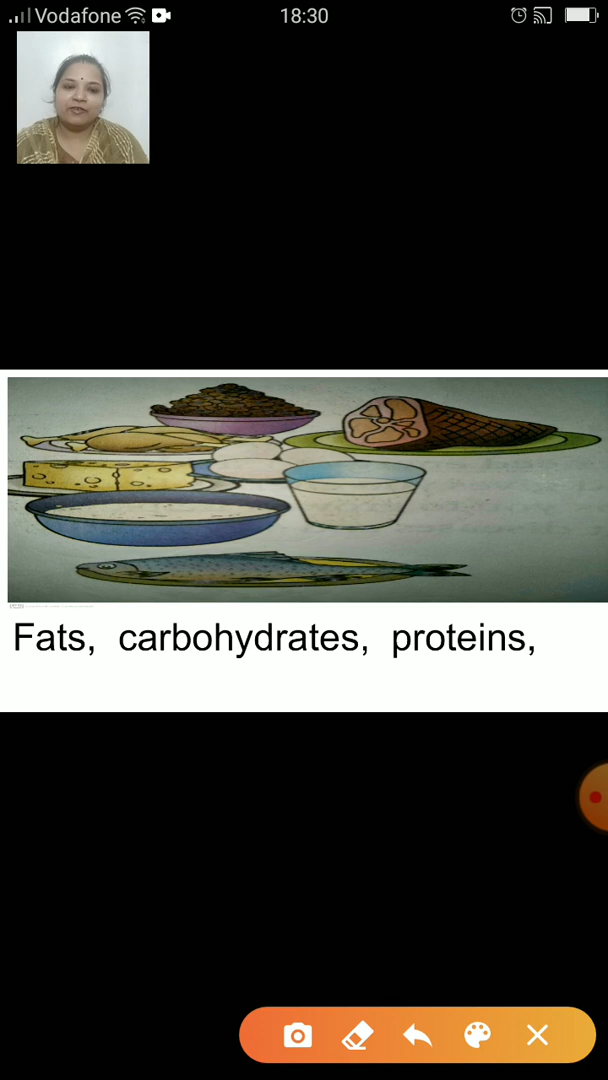 Vodafone 18:30
Fats, carbohydrates, proteins,